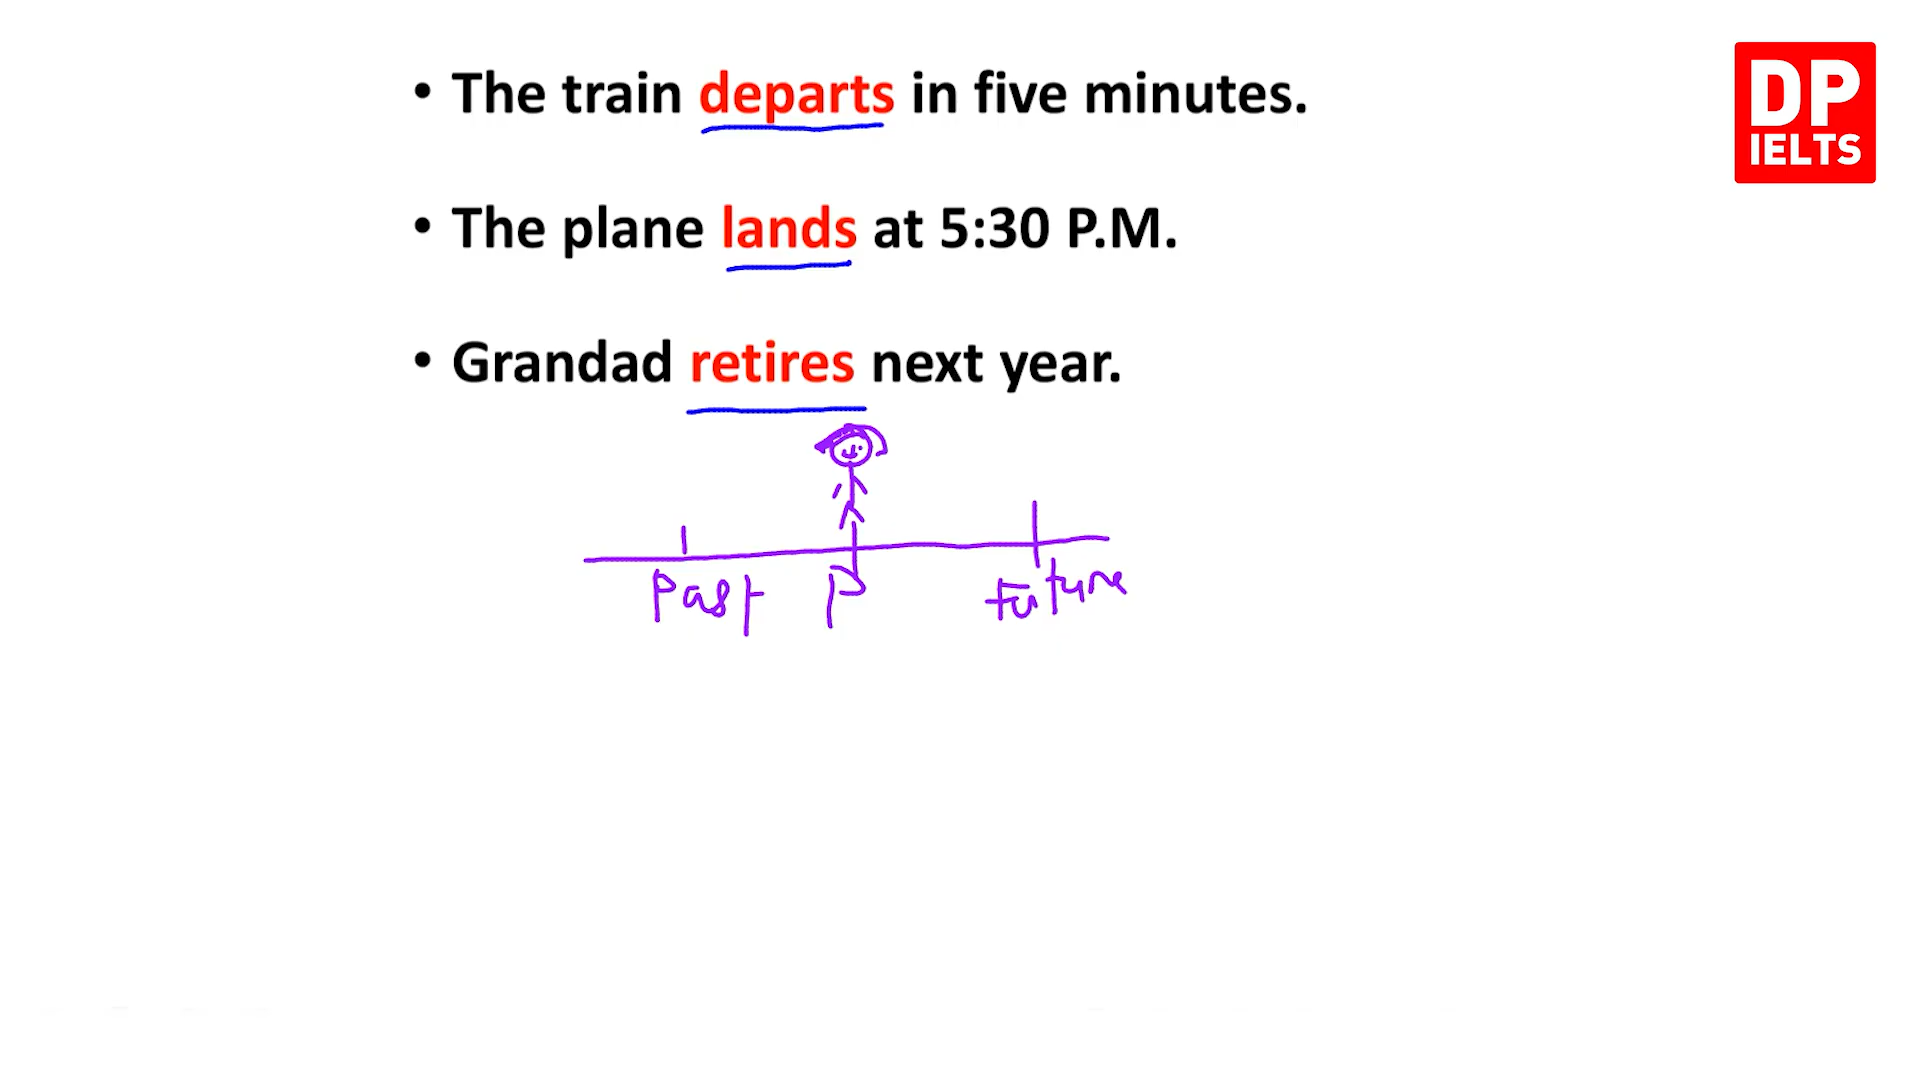 • The train departs in five minutes.
DP
IELTS
• The plane lands at 5:30 P.M.
• Grandad retires next year.
Past P future